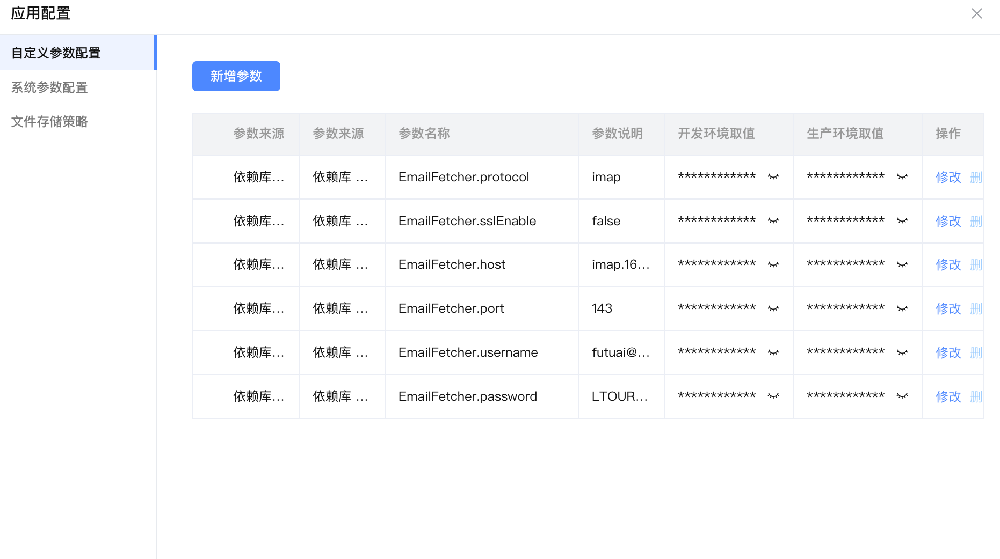 应用配置
自定义参数配置
系统参数配置
文件存储策略
新增参数
参数来源 参数来源 参数名称 参数说明 开发环境取值 生产环境取值 操作
依赖库... 依赖库 ... EmailFetcher.protocol imap ************ ************ 修改 删
依赖库... 依赖库 ... EmailFetcher.sslEnable false ************ ************ 修改 删
依赖库... 依赖库 ... EmailFetcher.host imap.16... ************ ************ 修改 删
依赖库... 依赖库 ... EmailFetcher.port 143 ************ ************ 修改 删
依赖库... 依赖库 ... EmailFetcher.username futuai@... ************ ************ 修改 删
依赖库... 依赖库 ... EmailFetcher.password LTOUR... ************ ************ 修改 删